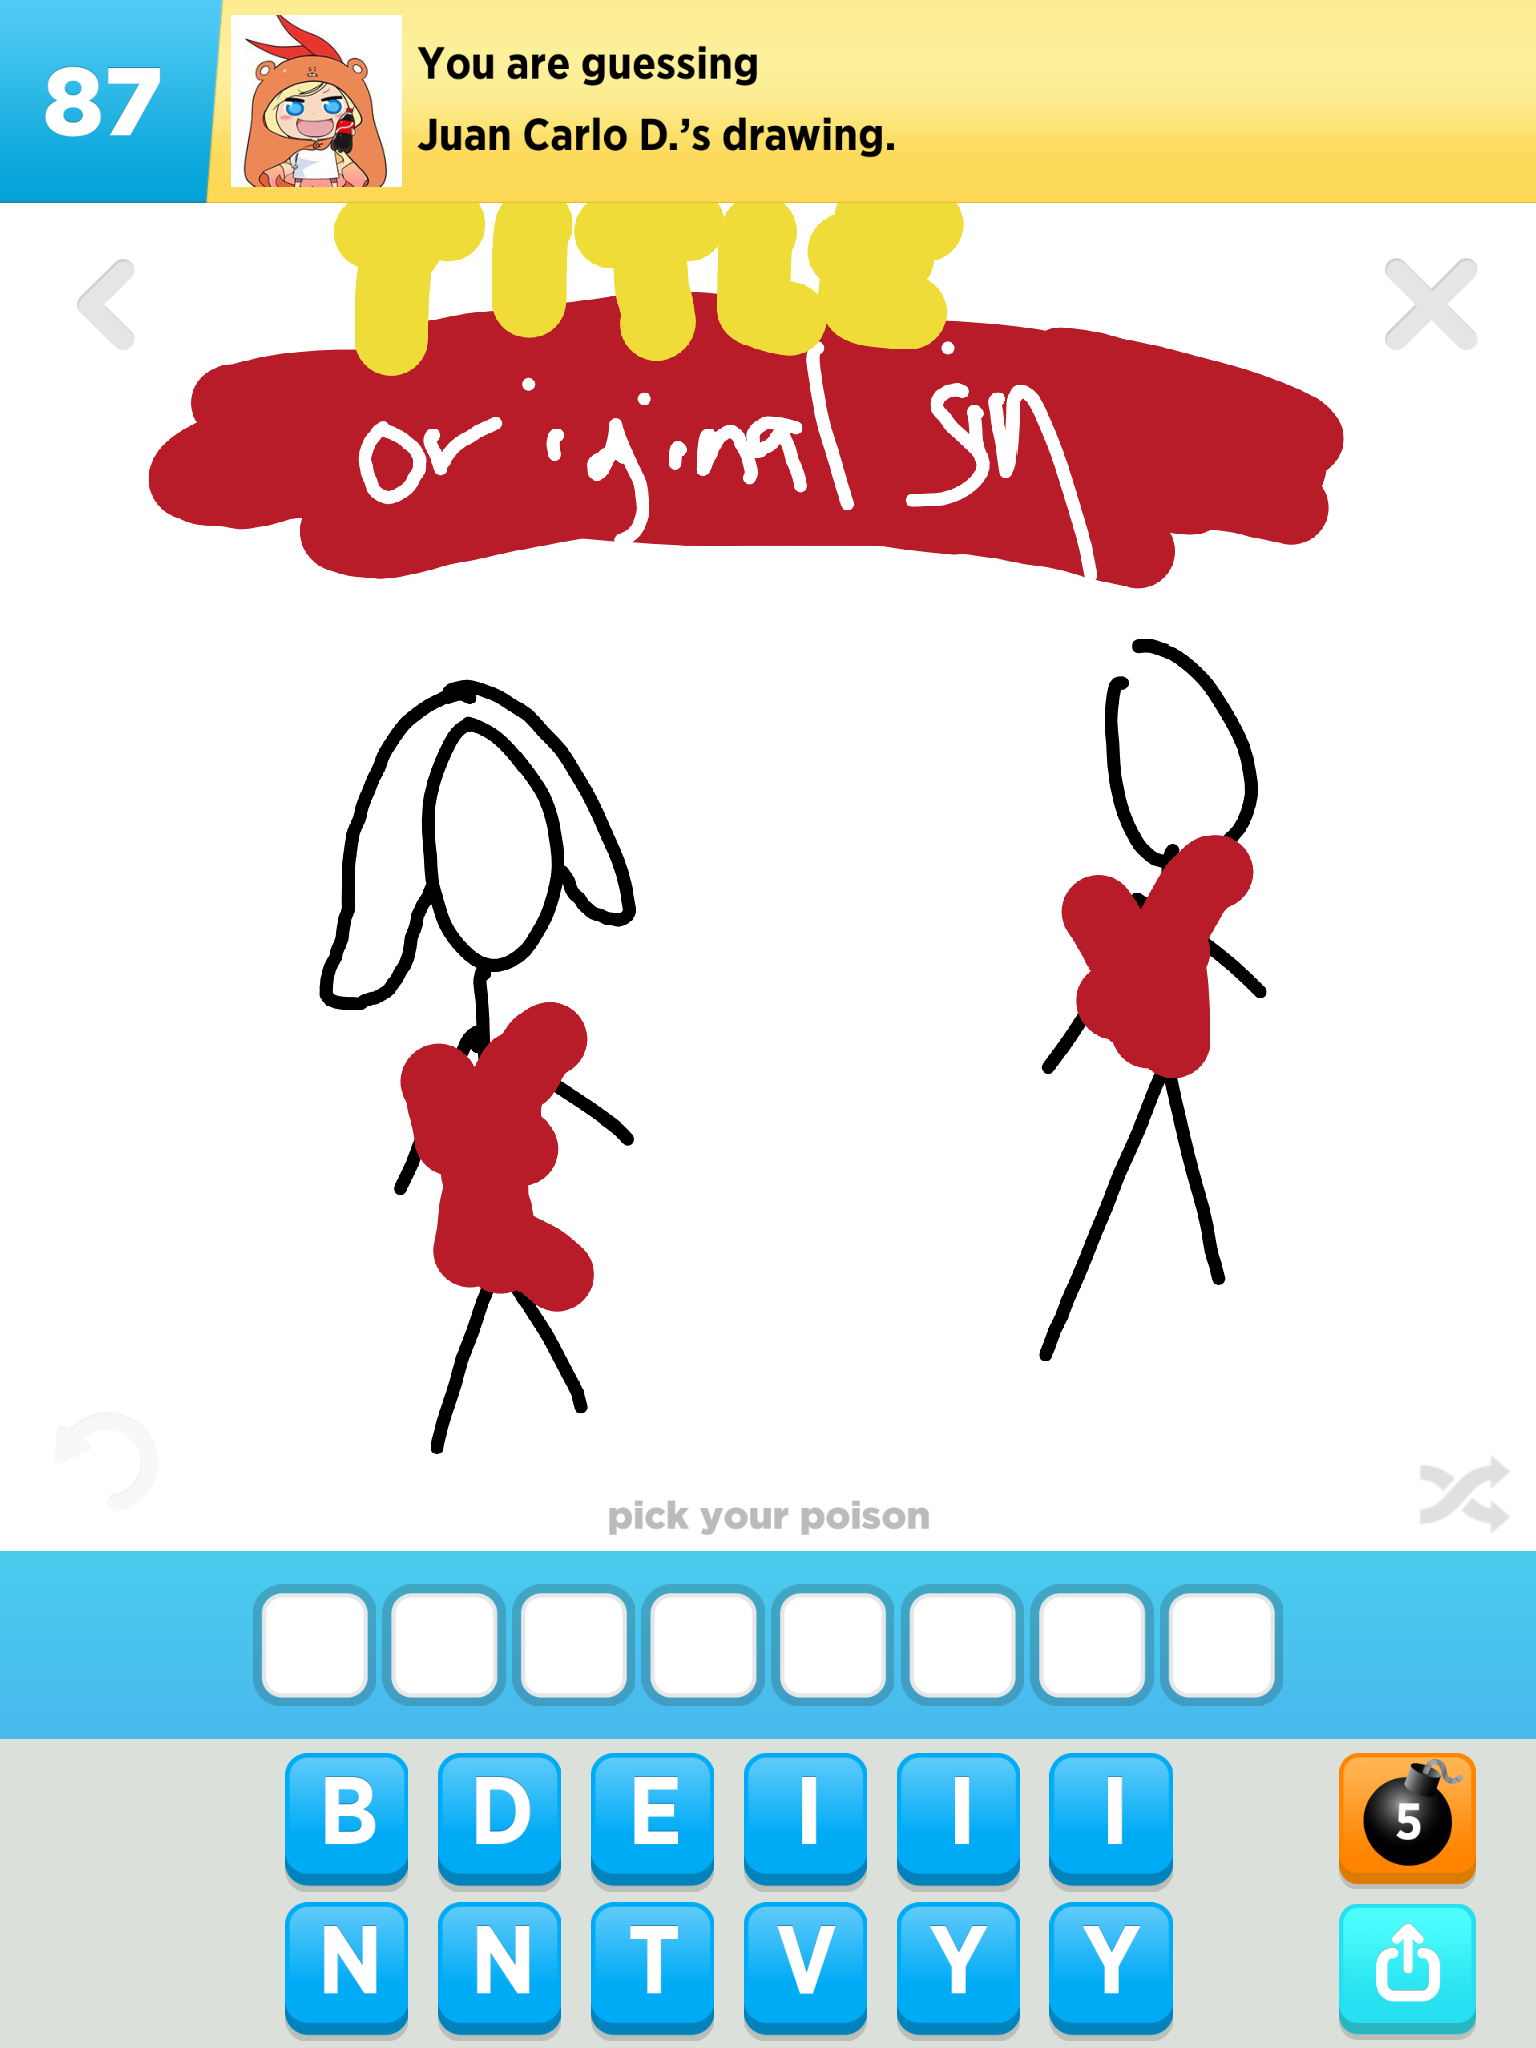 87
You are guessing
Juan Carlo D.’s drawing.
TITLE
original sin
pick your poison
B D E I I I
5
N N T V Y Y